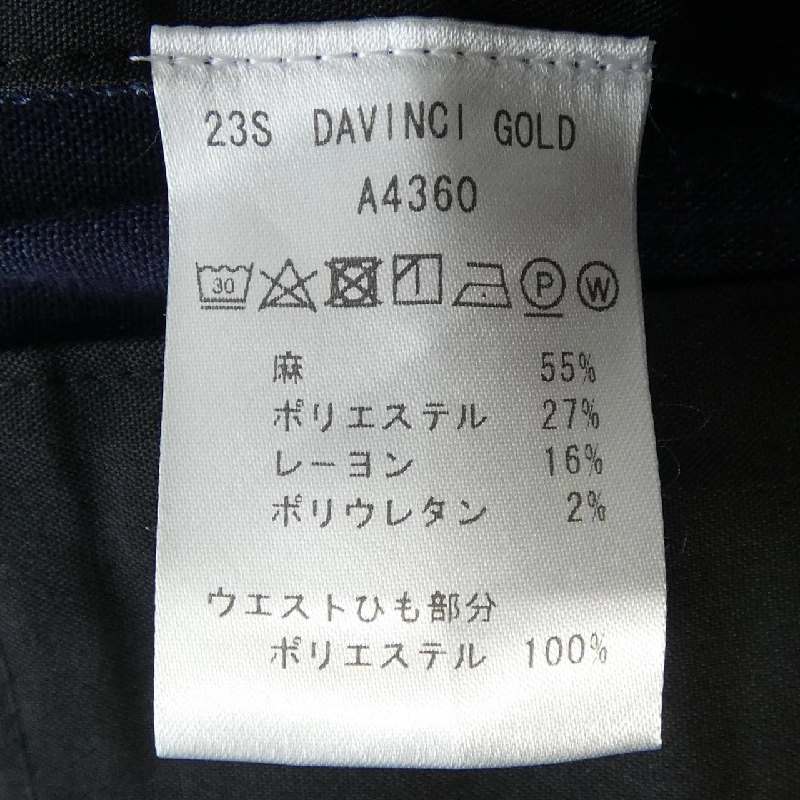 23S DAVINCI GOLD
A4360
30 P W
麻 55%
ポリエステル 27%
レーヨン 16%
ポリウレタン 2%
ウエストひも部分
ポリエステル 100%